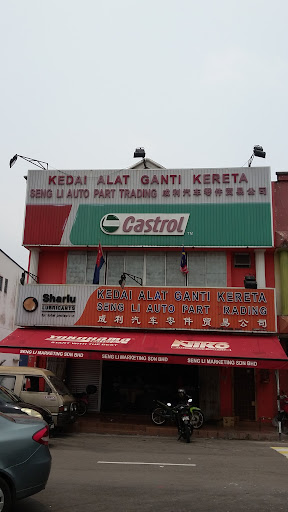 KEDAI ALAT GANTI KERETA
SENG LI AUTO PART TRADING 成利汽车零件贸易公司
Castrol
Sharlu
LUBRICANTS
KEDAI ALAT GANTI KERETA
SENG LI AUTO PART TRADING
成利汽车零件贸易公司
SENG LI MARKETING SDN BHD
SENG LI MARKETING SDN BHD
SENG LI MARKETING SDN BHD